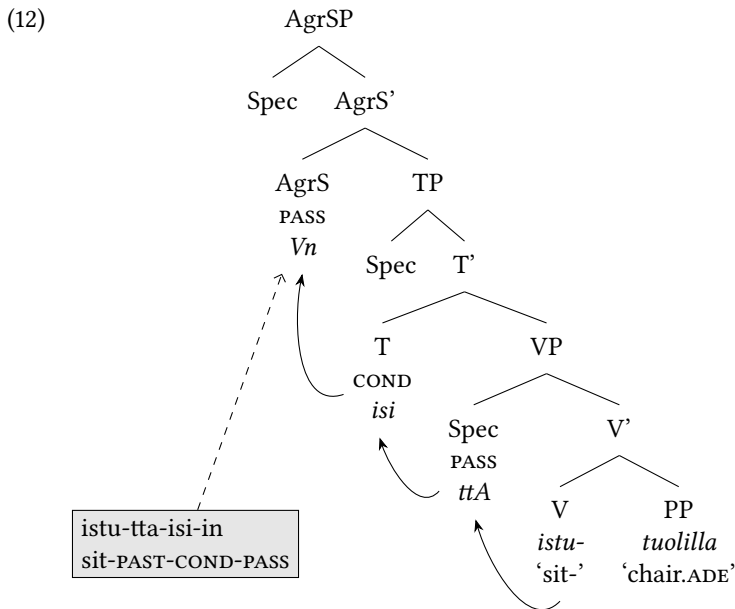 (12)
AgrSP
Spec AgrS’
AgrS TP
PASS
Vn Spec T’
T VP
COND
isi Spec V’
PASS
ttA V PP
istu- tuolilla
‘sit-’ ‘chair.ADE’
istu-tta-isi-in
sit-PAST-COND-PASS